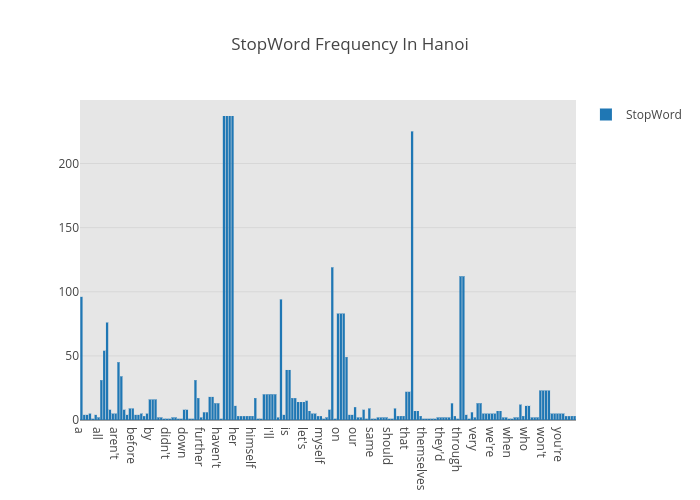 StopWord Frequency In Hanoi
StopWord
200
150
100
50
0
a
all
aren't
before
by
didn't
down
further
haven't
her
himself
i'll
is
let's
myself
on
our
same
should
that
themselves
they'd
through
very
we're
when
who
won't
you're